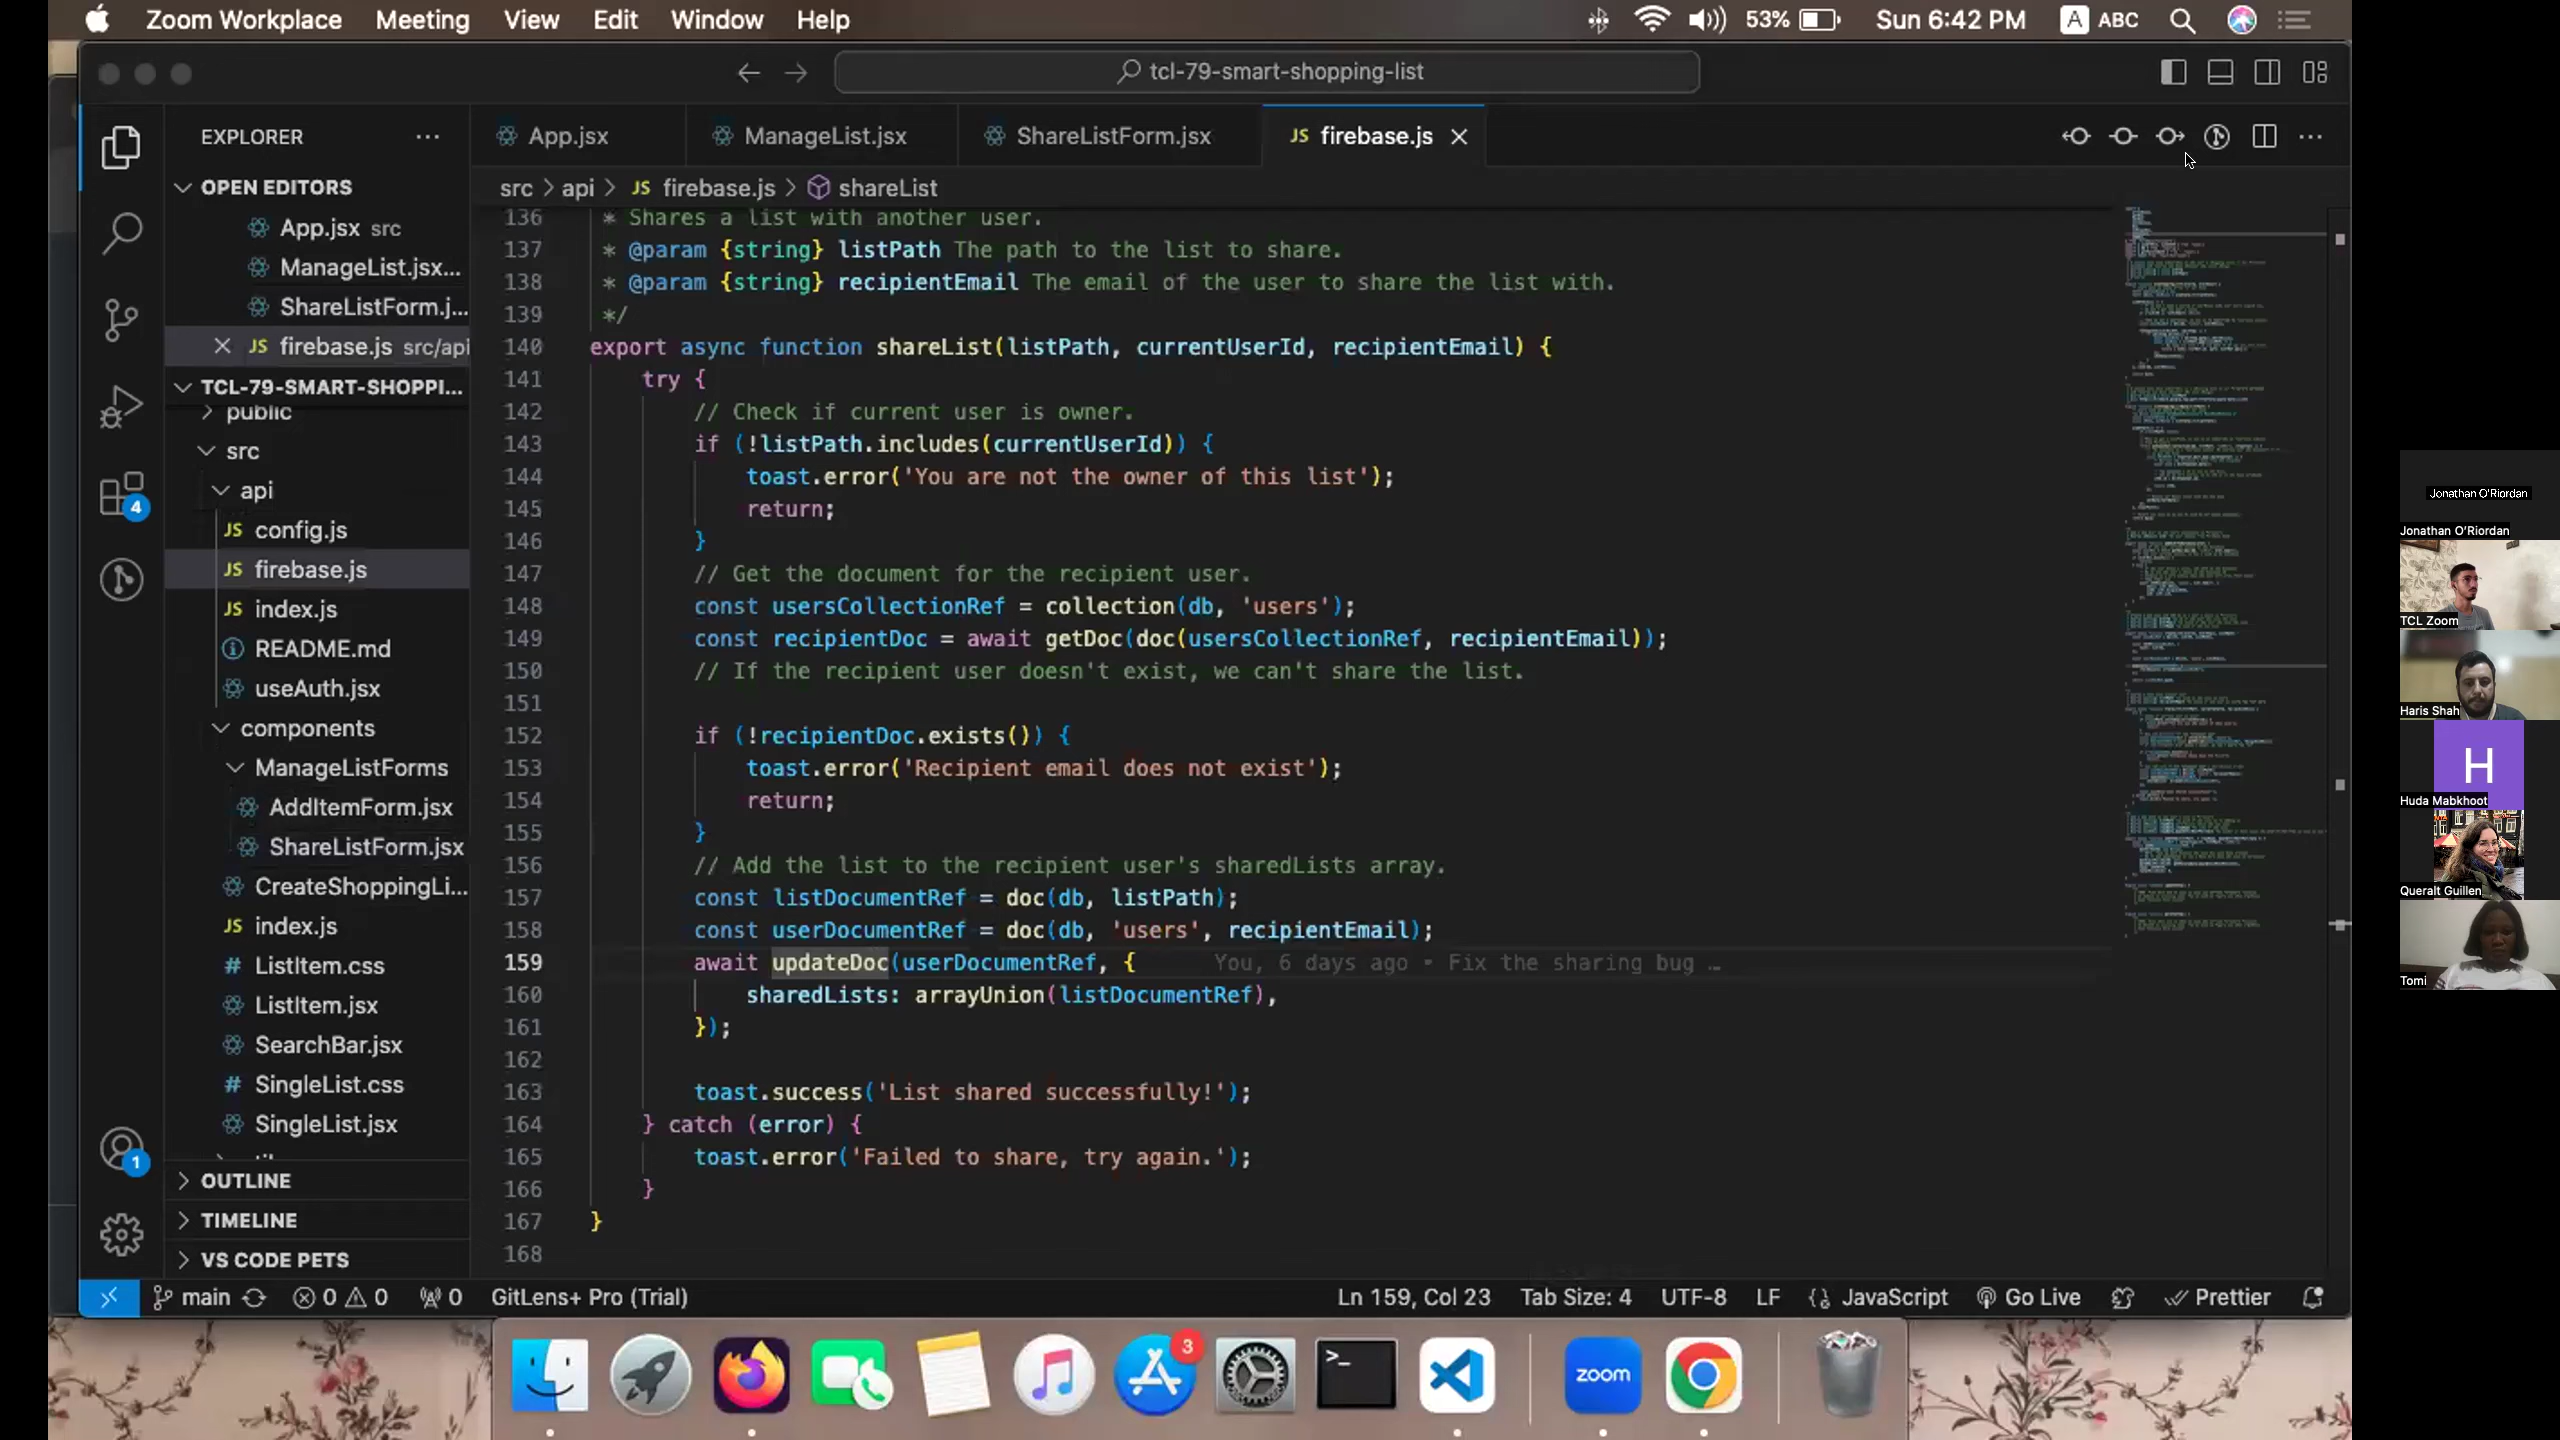 Zoom Workplace Meeting View Edit Window Help 53% Sun 6:42 PM A ABC
tcl-79-smart-shopping-list
EXPLORER
App.jsx ManageList.jsx ShareListForm.jsx JS firebase.js
OPEN EDITORS
App.jsx src
ManageList.jsx...
ShareListForm.j...
JS firebase.js src/api
TCL-79-SMART-SHOPPI...
public
src
api
JS config.js
JS firebase.js
JS index.js
README.md
useAuth.jsx
components
ManageListForms
AddItemForm.jsx
ShareListForm.jsx
CreateShoppingLi...
JS index.js
# ListItem.css
ListItem.jsx
SearchBar.jsx
# SingleList.css
SingleList.jsx
OUTLINE
TIMELINE
VS CODE PETS
4
1
src > api > JS firebase.js > shareList
136 * Shares a list with another user.
137 * @param {string} listPath The path to the list to share.
138 * @param {string} recipientEmail The email of the user to share the list with.
139 */
140 export async function shareList(listPath, currentUserId, recipientEmail) {
141 try {
142 // Check if current user is owner.
143 if (!listPath.includes(currentUserId)) {
144 toast.error('You are not the owner of this list');
145 return;
146 }
147 // Get the document for the recipient user.
148 const usersCollectionRef = collection(db, 'users');
149 const recipientDoc = await getDoc(doc(usersCollectionRef, recipientEmail));
150 // If the recipient user doesn't exist, we can't share the list.
151
152 if (!recipientDoc.exists()) {
153 toast.error('Recipient email does not exist');
154 return;
155 }
156 // Add the list to the recipient user's sharedLists array.
157 const listDocumentRef = doc(db, listPath);
158 const userDocumentRef = doc(db, 'users', recipientEmail);
159 await updateDoc(userDocumentRef, { You, 6 days ago • Fix the sharing bug …
160 sharedLists: arrayUnion(listDocumentRef),
161 });
162
163 toast.success('List shared successfully!');
164 } catch (error) {
165 toast.error('Failed to share, try again.');
166 }
167 }
168
main 0 0 0 GitLens+ Pro (Trial) Ln 159, Col 23 Tab Size: 4 UTF-8 LF JavaScript Go Live Prettier
3
zoom
Jonathan O'Riordan
Jonathan O'Riordan
TCL Zoom
Haris Shah
H
Huda Mabkhoot
Queralt Guillen
Tomi